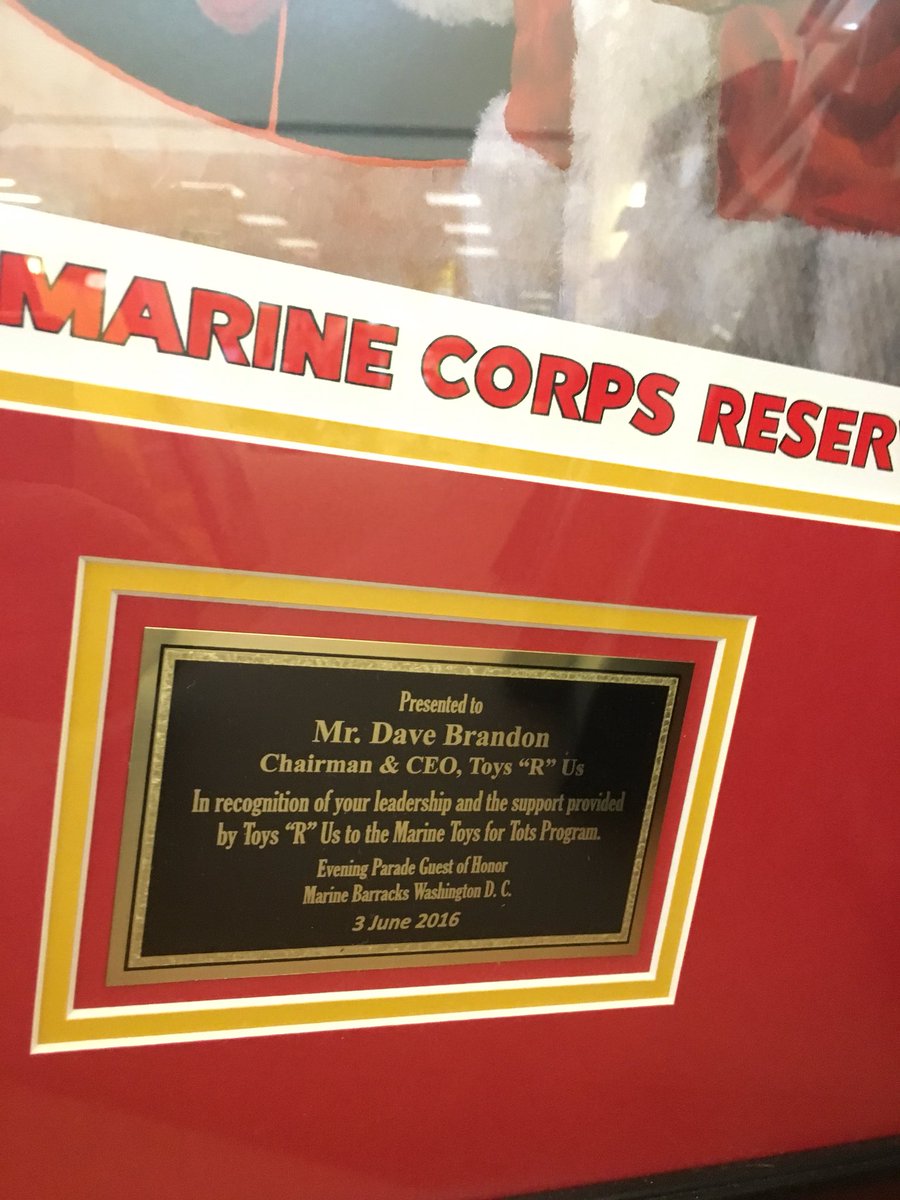 MARINE CORPS RESER
Presented to
Mr. Dave Brandon
Chairman & CEO, Toys “R” Us
In recognition of your leadership and the support provided
by Toys “R” Us to the Marine Toys for Tots Program.
Evening Parade Guest of Honor
Marine Barracks Washington D. C.
3 June 2016